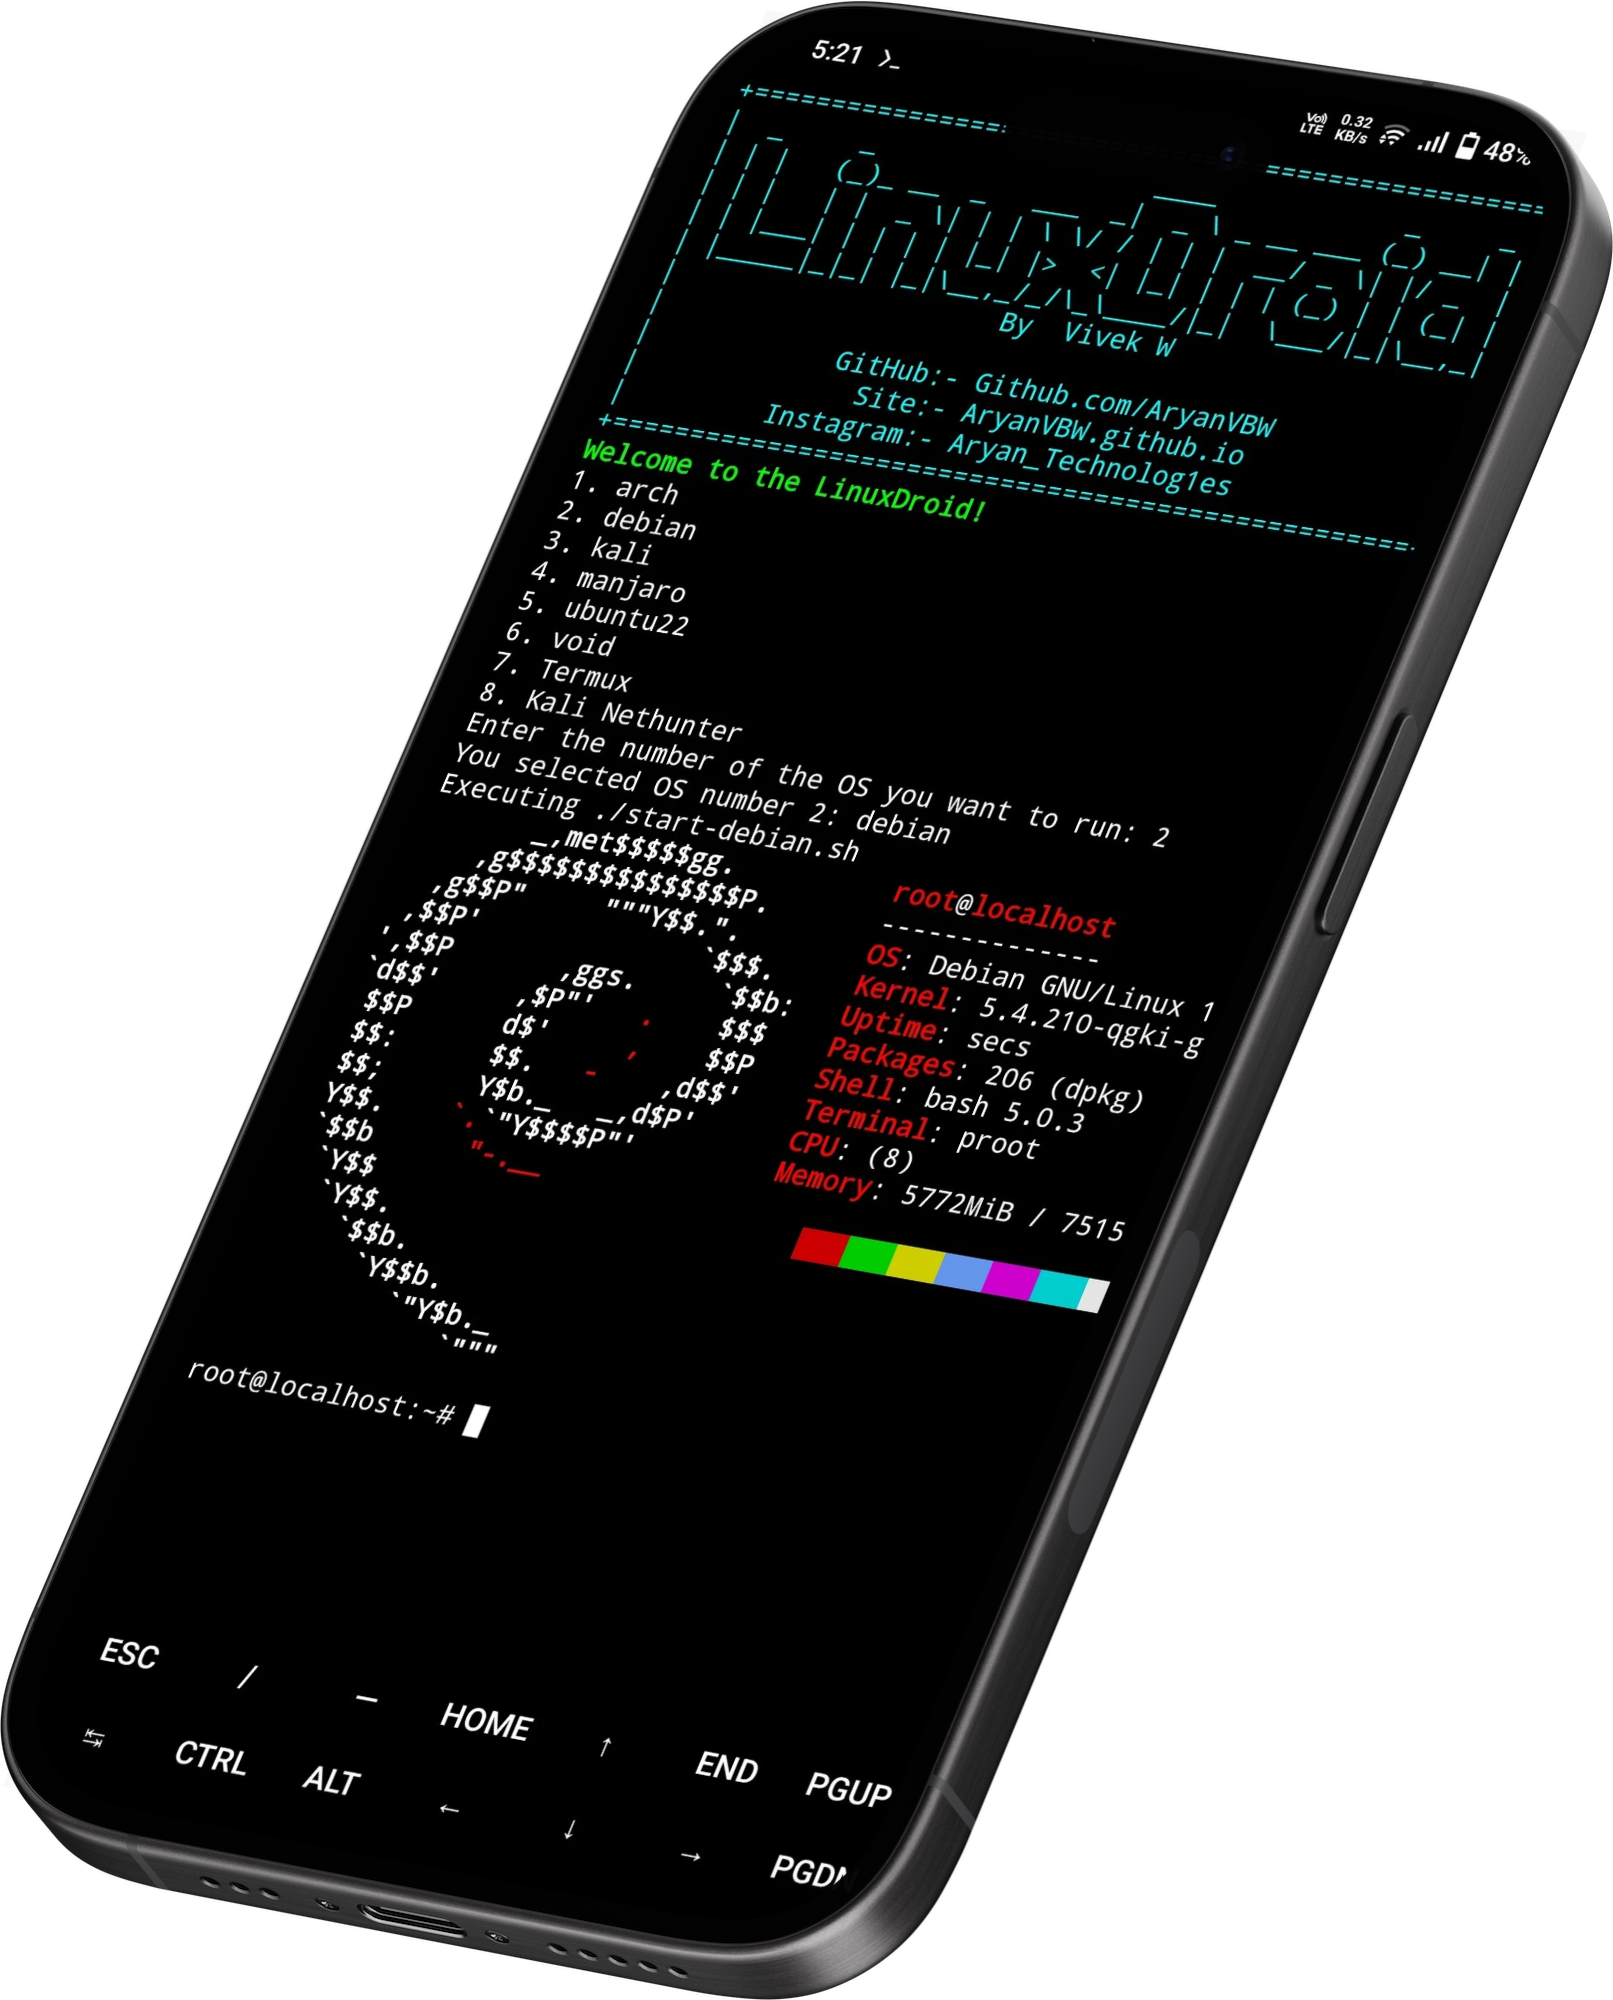 5:21 >_
Vo) LTE 0.32 KB/s 48%
LinuxDroid
By Vivek W
GitHub:- Github.com/AryanVBW
Site:- AryanVBW.github.io
Instagram:- Aryan_Technolog1es
Welcome to the LinuxDroid!
1. arch
2. debian
3. kali
4. manjaro
5. ubuntu22
6. void
7. Termux
8. Kali Nethunter
Enter the number of the OS you want to run: 2
You selected OS number 2: debian
Executing ./start-debian.sh
_,met$$$$$gg.
,g$$$$$$$$$$$$$$$P.
,g$$P" """Y$$.".
,$$P' `$$$.
',$$P ,ggs. `$$b:
`d$$' ,$P"' . $$$
$$P d$' , $$P
$$: $$. - ,d$$'
$$; Y$b._ _,d$P'
Y$$. `.`"Y$$$$P"'
`$$b "-.__
`Y$$
`Y$$.
`$$b.
`Y$$b.
`"Y$b._
`"""
root@localhost
--------------
OS: Debian GNU/Linux 1
Kernel: 5.4.210-qgki-g
Uptime: secs
Packages: 206 (dpkg)
Shell: bash 5.0.3
Terminal: proot
CPU: (8)
Memory: 5772MiB / 7515
root@localhost:~#
ESC / — HOME ↑ END PGUP
↹ CTRL ALT ← ↓ → PGDN